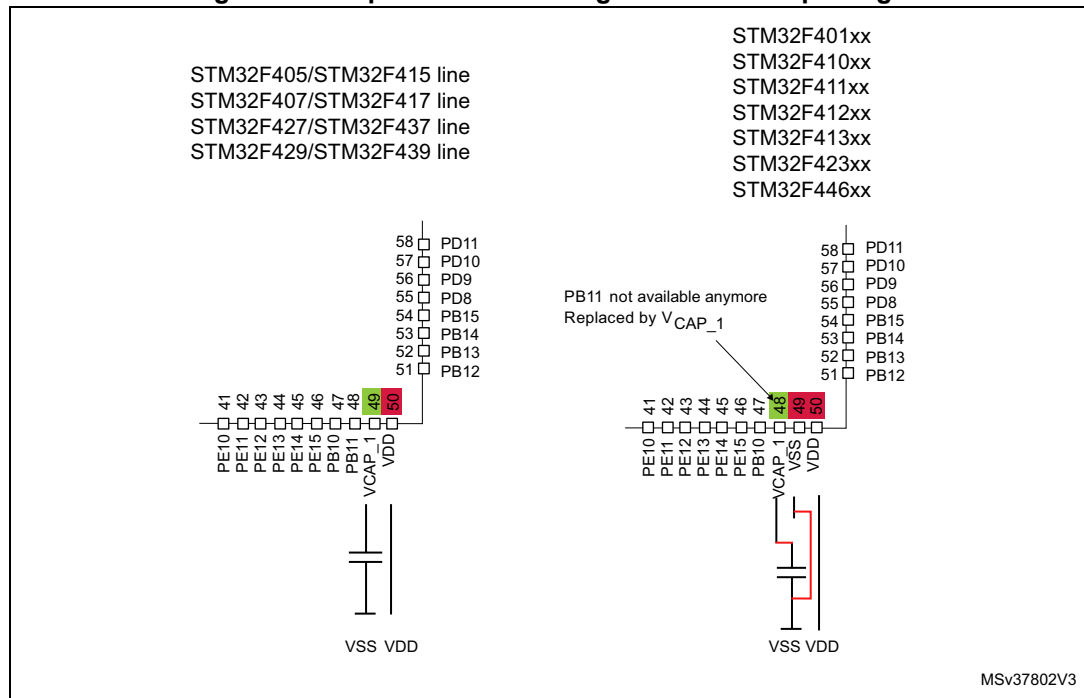 STM32F405/STM32F415 line
STM32F407/STM32F417 line
STM32F427/STM32F437 line
STM32F429/STM32F439 line
58 PD11
57 PD10
56 PD9
55 PD8
54 PB15
53 PB14
52 PB13
51 PB12
41 42 43 44 45 46 47 48 49 50
PE10 PE11 PE12 PE13 PE14 PE15 PB10 PB11 VCAP_1 VDD
VSS VDD
STM32F401xx
STM32F410xx
STM32F411xx
STM32F412xx
STM32F413xx
STM32F423xx
STM32F446xx
58 PD11
57 PD10
56 PD9
55 PD8
54 PB15
53 PB14
52 PB13
51 PB12
PB11 not available anymore
Replaced by VCAP_1
41 42 43 44 45 46 47 48 49 50
PE10 PE11 PE12 PE13 PE14 PE15 PB10 VCAP_1 VSS VDD
VSS VDD
MSv37802V3